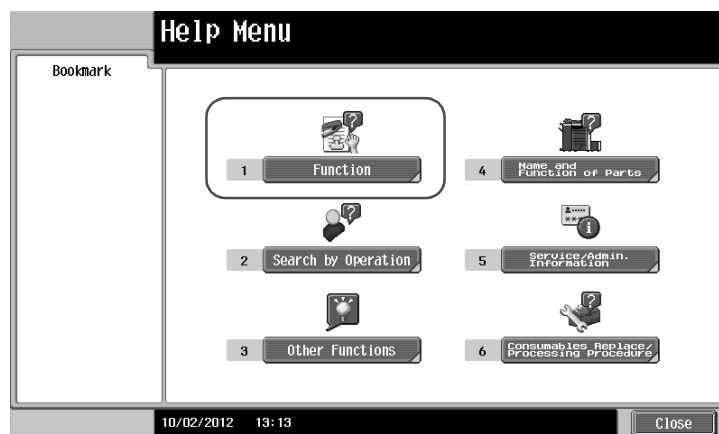 Help Menu
Bookmark
1 Function
2 Search by Operation
3 Other Functions
4 Name and
Function of Parts
5 Service/Admin.
Information
6 Consumables Replace/
Processing Procedure
10/02/2012 13:13
Close